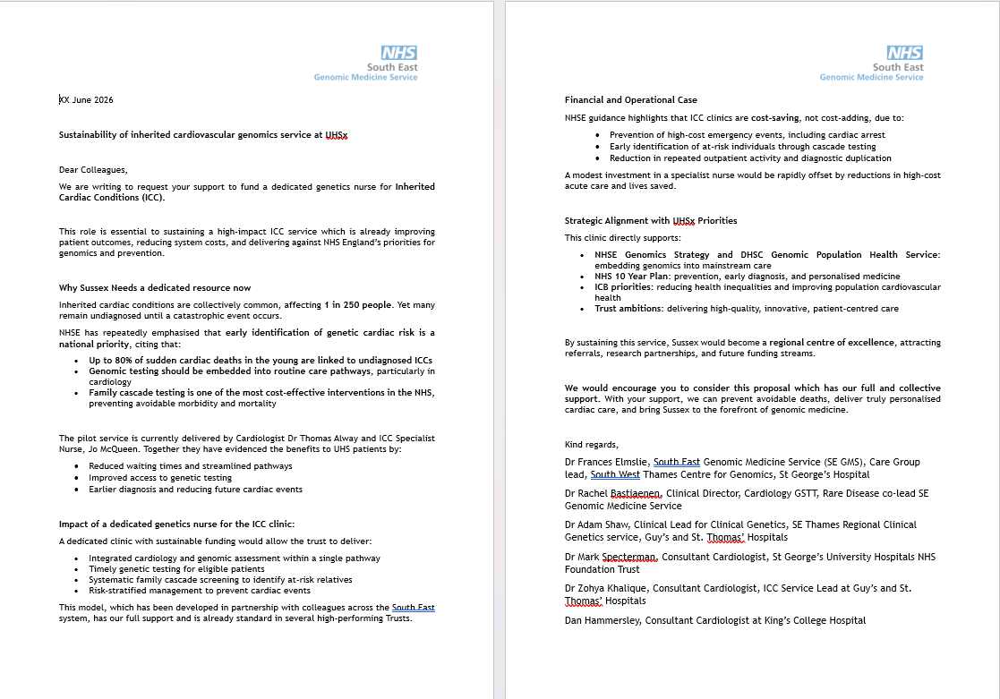 NHS
South East
Genomic Medicine Service
XX June 2026
Sustainability of inherited cardiovascular genomics service at UHSx
Dear Colleagues,
We are writing to request your support to fund a dedicated genetics nurse for Inherited
Cardiac Conditions (ICC).
This role is essential to sustaining a high-impact ICC service which is already improving
patient outcomes, reducing system costs, and delivering against NHS England's priorities for
genomics and prevention.
Why Sussex Needs a dedicated resource now
Inherited cardiac conditions are collectively common, affecting 1 in 250 people. Yet many
remain undiagnosed until a catastrophic event occurs.
NHSE has repeatedly emphasised that early identification of genetic cardiac risk is a
national priority, citing that:
• Up to 80% of sudden cardiac deaths in the young are linked to undiagnosed ICCs
• Genomic testing should be embedded into routine care pathways, particularly in
cardiology
• Family cascade testing is one of the most cost-effective interventions in the NHS,
preventing avoidable morbidity and mortality
The pilot service is currently delivered by Cardiologist Dr Thomas Alway and ICC Specialist
Nurse, Jo McQueen. Together they have evidenced the benefits to UHS patients by:
• Reduced waiting times and streamlined pathways
• Improved access to genetic testing
• Earlier diagnosis and reducing future cardiac events
Impact of a dedicated genetics nurse for the ICC clinic:
A dedicated clinic with sustainable funding would allow the trust to deliver:
• Integrated cardiology and genomic assessment within a single pathway
• Timely genetic testing for eligible patients
• Systematic family cascade screening to identify at-risk relatives
• Risk-stratified management to prevent cardiac events
This model, which has been developed in partnership with colleagues across the South East
system, has our full support and is already standard in several high-performing Trusts.
NHS
South East
Genomic Medicine Service
Financial and Operational Case
NHSE guidance highlights that ICC clinics are cost-saving, not cost-adding, due to:
• Prevention of high-cost emergency events, including cardiac arrest
• Early identification of at-risk individuals through cascade testing
• Reduction in repeated outpatient activity and diagnostic duplication
A modest investment in a specialist nurse would be rapidly offset by reductions in high-cost
acute care and lives saved.
Strategic Alignment with UHSx Priorities
This clinic directly supports:
• NHSE Genomics Strategy and DHSC Genomic Population Health Service:
embedding genomics into mainstream care
• NHS 10 Year Plan: prevention, early diagnosis, and personalised medicine
• ICB priorities: reducing health inequalities and improving population cardiovascular
health
• Trust ambitions: delivering high-quality, innovative, patient-centred care
By sustaining this service, Sussex would become a regional centre of excellence, attracting
referrals, research partnerships, and future funding streams.
We would encourage you to consider this proposal which has our full and collective
support. With your support, we can prevent avoidable deaths, deliver truly personalised
cardiac care, and bring Sussex to the forefront of genomic medicine.
Kind regards,
Dr Frances Elmslie, South East Genomic Medicine Service (SE GMS), Care Group
lead, South West Thames Centre for Genomics, St George's Hospital
Dr Rachel Bastiaenen, Clinical Director, Cardiology GSTT, Rare Disease co-lead SE
Genomic Medicine Service
Dr Adam Shaw, Clinical Lead for Clinical Genetics, SE Thames Regional Clinical
Genetics service, Guy's and St. Thomas' Hospitals
Dr Mark Specterman, Consultant Cardiologist, St George's University Hospitals NHS
Foundation Trust
Dr Zohya Khalique, Consultant Cardiologist, ICC Service Lead at Guy's and St.
Thomas' Hospitals
Dan Hammersley, Consultant Cardiologist at King's College Hospital